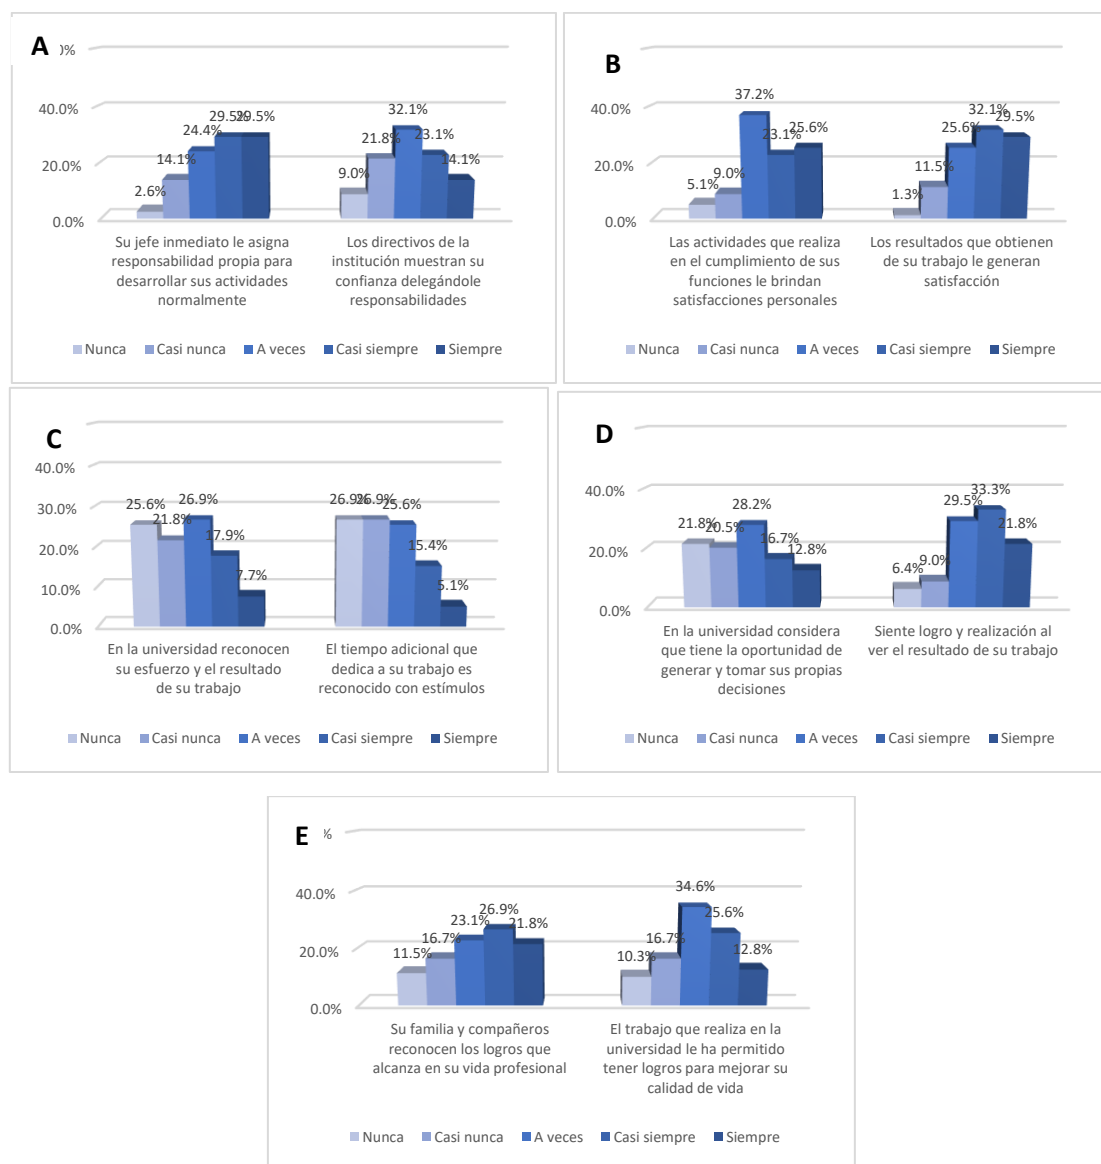 A
)%
40.0%
20.0%
0.0%
2.6%
14.1%
24.4%
29.5%
29.5%
9.0%
21.8%
32.1%
23.1%
14.1%
Su jefe inmediato le asigna
responsabilidad propia para
desarrollar sus actividades
normalmente
Los directivos de la
institución muestran su
confianza delegándole
responsabilidades
Nunca Casi nunca A veces Casi siempre Siempre
B
40.0%
20.0%
0.0%
5.1%
9.0%
37.2%
23.1%
25.6%
1.3%
11.5%
25.6%
32.1%
29.5%
Las actividades que realiza
en el cumplimiento de sus
funciones le brindan
satisfacciones personales
Los resultados que obtienen
de su trabajo le generan
satisfacción
Nunca Casi nunca A veces Casi siempre Siempre
C
40.0%
30.0%
20.0%
10.0%
0.0%
25.6%
21.8%
26.9%
17.9%
7.7%
26.9%
26.9%
25.6%
15.4%
5.1%
En la universidad reconocen
su esfuerzo y el resultado
de su trabajo
El tiempo adicional que
dedica a su trabajo es
reconocido con estímulos
Nunca Casi nunca A veces Casi siempre Siempre
D
40.0%
20.0%
0.0%
21.8%
20.5%
28.2%
16.7%
12.8%
6.4%
9.0%
29.5%
33.3%
21.8%
En la universidad considera
que tiene la oportunidad de
generar y tomar sus propias
decisiones
Siente logro y realización al
ver el resultado de su trabajo
Nunca Casi nunca A veces Casi siempre Siempre
E
%
40.0%
20.0%
0.0%
11.5%
16.7%
23.1%
26.9%
21.8%
10.3%
16.7%
34.6%
25.6%
12.8%
Su familia y compañeros
reconocen los logros que
alcanza en su vida profesional
El trabajo que realiza en la
universidad le ha permitido
tener logros para mejorar su
calidad de vida
Nunca Casi nunca A veces Casi siempre Siempre